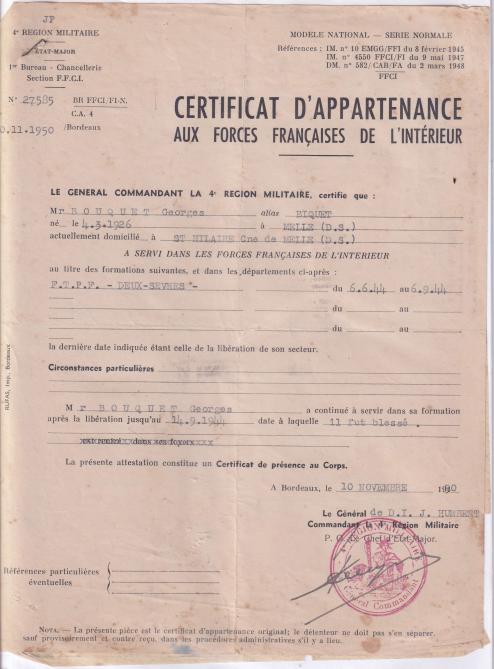 JP
4e REGION MILITAIRE
ÉTAT-MAJOR
1er Bureau - Chancellerie
Section F.F.C.I.
N° 27585 BR FFCI/FI-N.
C.A. 4
0.11.1950 /Bordeaux
MODELE NATIONAL — SERIE NORMALE
Références : IM. n° 10 EMGG/FFI du 8 février 1945
IM. n° 4550 FFCI/FI du 9 mai 1947
DM. n° 582/CAB/FA du 2 mars 1948
FFCI
CERTIFICAT D'APPARTENANCE
AUX FORCES FRANÇAISES DE L'INTÉRIEUR
LE GENERAL COMMANDANT LA 4e REGION MILITAIRE, certifie que :
Mr BOUQUET Georges alias BIQUET
né le 4.3.1926 à MELLE (D.S.)
actuellement domicilié à ST HILAIRE Cne de MELLE (D.S.)
A SERVI DANS LES FORCES FRANÇAISES DE L'INTERIEUR
au titre des formations suivantes, et dans les départements ci-après :
F.T.P.F. - DEUX-SEVRES - du 6.6.44 au 6.9.44
du au
du au
la dernière date indiquée étant celle de la libération de son secteur.
Circonstances particulières
Mr BOUQUET Georges a continué à servir dans sa formation
après la libération jusqu'au 14.9.1944 date à laquelle il fut blessé .
La présente attestation constitue un Certificat de présence au Corps.
A Bordeaux, le 10 NOVEMBRE
Le Général de D.I. J. HUMBERT
Commandant la 4e Région Militaire
P. O. Le Chef d'Etat-Major.
4e REGION MILITAIRE
Général Commandant
Références particulières
éventuelles
NOTA. — La présente pièce est le certificat d'appartenance original; le détenteur ne doit pas s'en séparer,
sauf provisoirement et contre reçu, dans les procédures administratives s'il y a lieu.